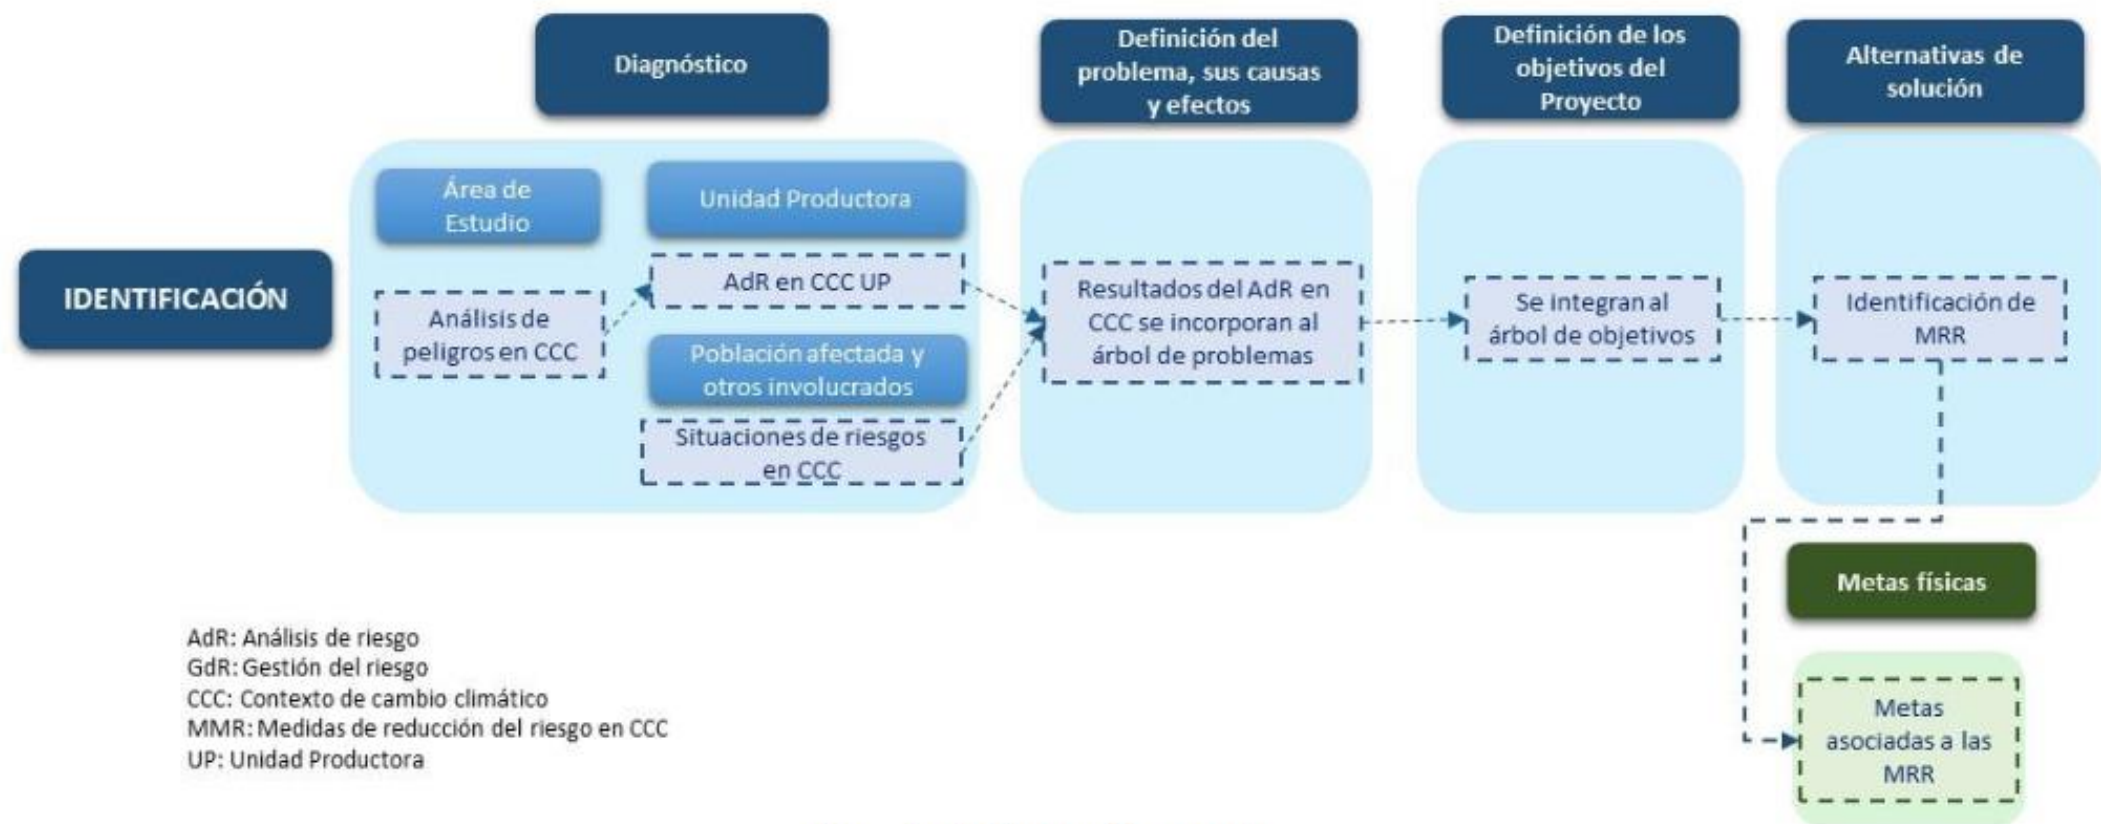 Diagnóstico
Definición del
problema, sus causas
y efectos
Definición de los
objetivos del
Proyecto
Alternativas de
solución
IDENTIFICACIÓN
Área de
Estudio
Unidad Productora
Análisis de
peligros en CCC
AdR en CCC UP
Población afectada y
otros involucrados
Situaciones de riesgos
en CCC
Resultados del AdR en
CCC se incorporan al
árbol de problemas
Se integran al
árbol de objetivos
Identificación de
MRR
Metas físicas
Metas
asociadas a las
MRR
AdR: Análisis de riesgo
GdR: Gestión del riesgo
CCC: Contexto de cambio climático
MMR: Medidas de reducción del riesgo en CCC
UP: Unidad Productora